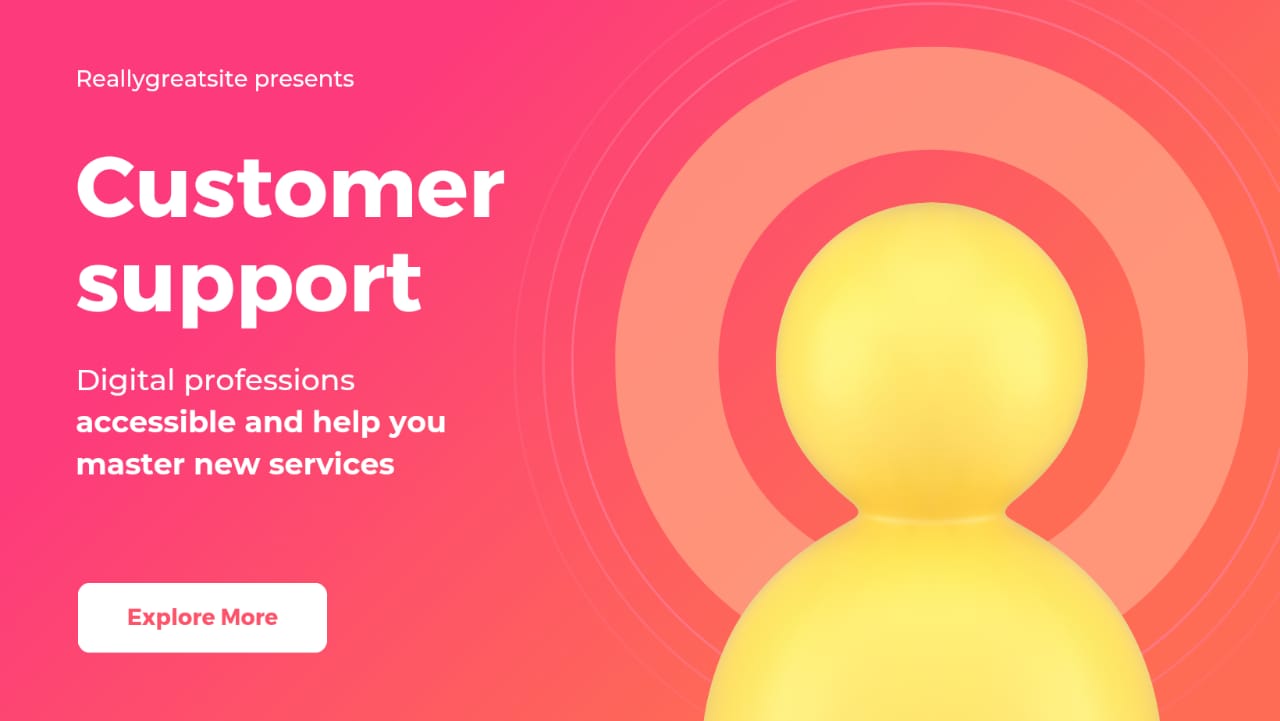 Reallygreatsite presents
Customer
support
Digital professions
accessible and help you
master new services
Explore More